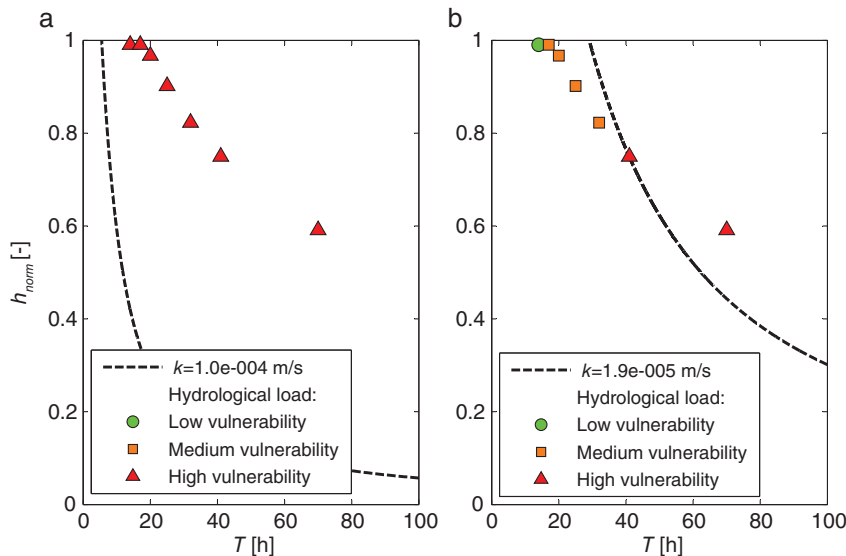 a
1
0.8
0.6
0.4
0.2
0
h_norm [-]
k=1.0e-004 m/s
Hydrological load:
Low vulnerability
Medium vulnerability
High vulnerability
0 20 40 60 80 100
T [h]
b
1
0.8
0.6
0.4
0.2
0
k=1.9e-005 m/s
Hydrological load:
Low vulnerability
Medium vulnerability
High vulnerability
0 20 40 60 80 100
T [h]